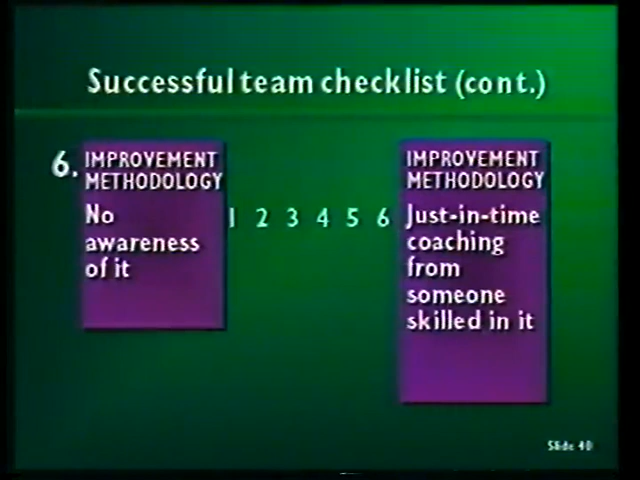 Successful team checklist (cont.)
6. IMPROVEMENT METHODOLOGY
No
awareness
of it
1 2 3 4 5 6
IMPROVEMENT
METHODOLOGY
Just-in-time
coaching
from
someone
skilled in it
Slide 40